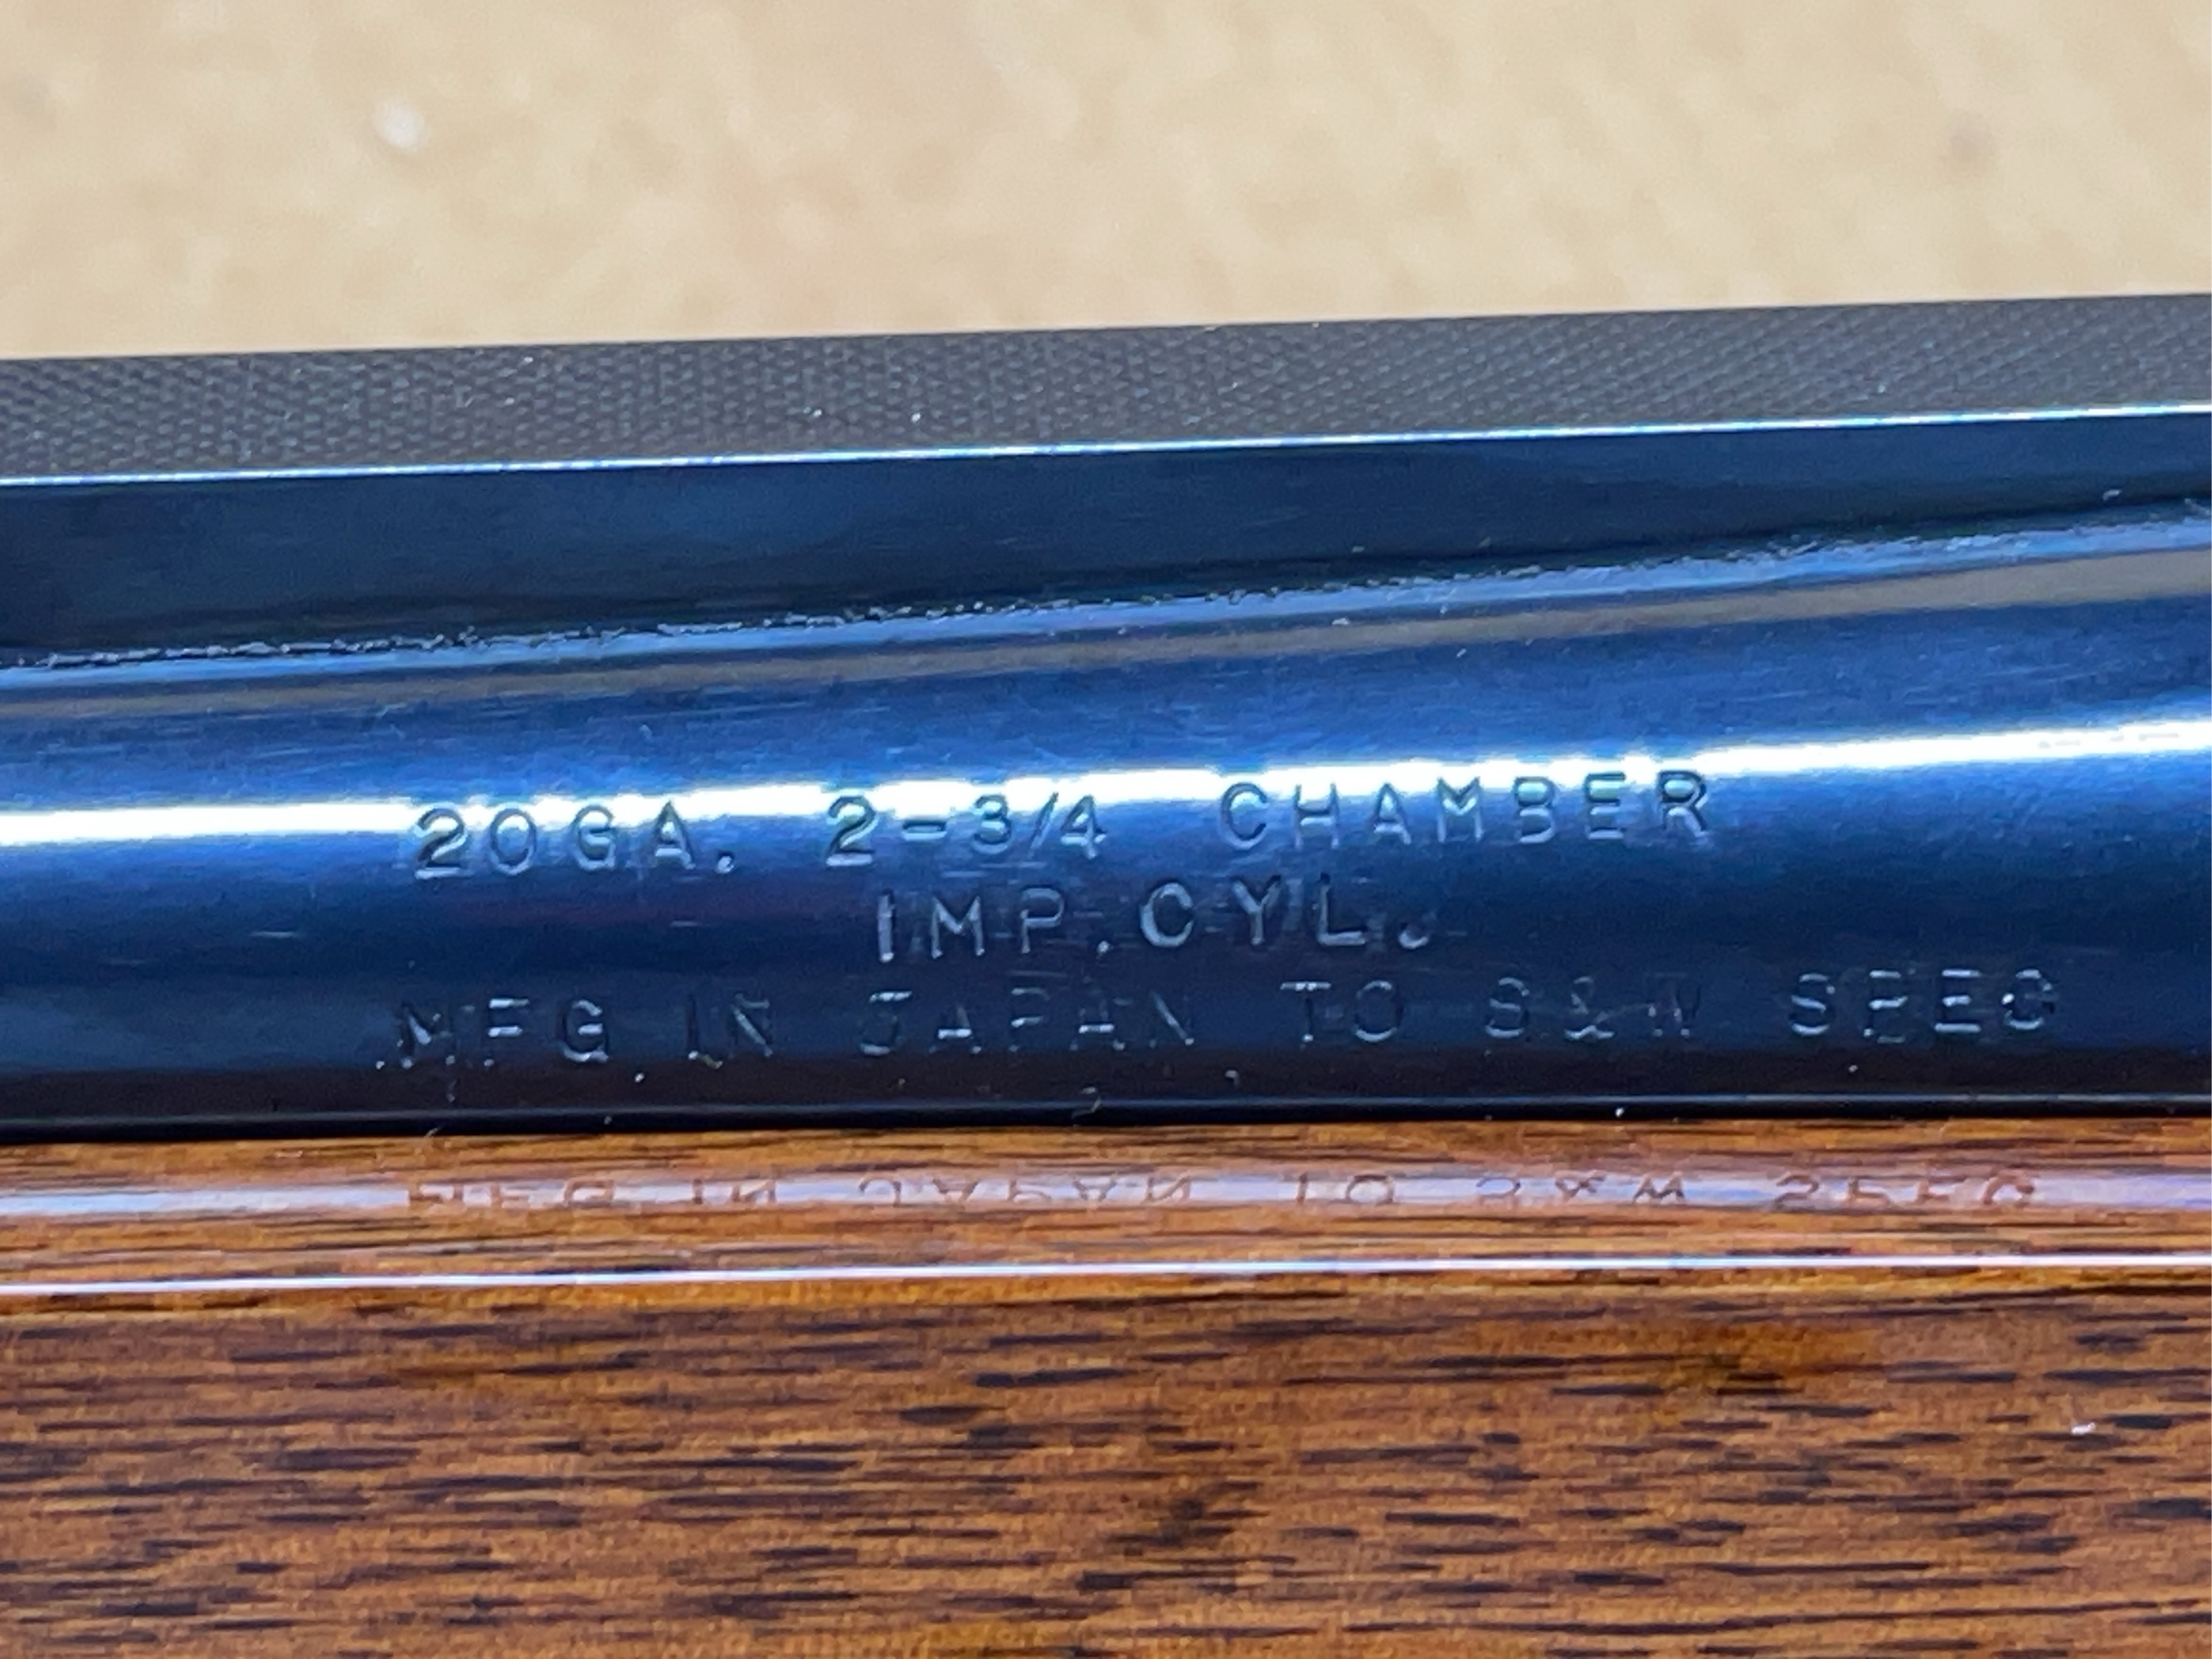 20GA. 2-3/4 CHAMBER
IMP.CYL.
MFG IN JAPAN TO S&W SPEC